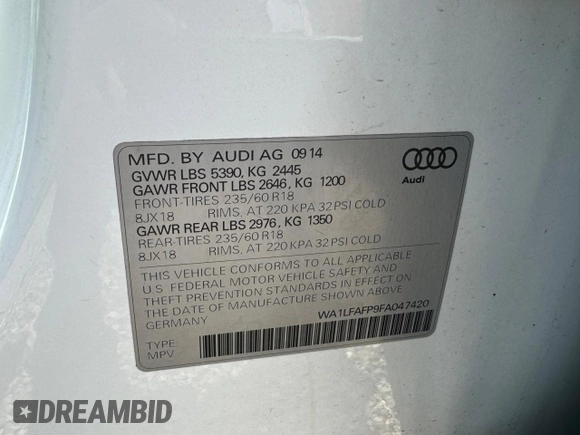 MFD. BY AUDI AG 09 14
GVWR LBS 5390, KG 2445
GAWR FRONT LBS 2646, KG 1200
FRONT-TIRES 235/60 R18
8JX18 RIMS, AT 220 KPA 32 PSI COLD
GAWR REAR LBS 2976, KG 1350
REAR-TIRES 235/60 R18
8JX18 RIMS, AT 220 KPA 32 PSI COLD
Audi
THIS VEHICLE CONFORMS TO ALL APPLICABLE
U.S. FEDERAL MOTOR VEHICLE SAFETY AND
THEFT PREVENTION STANDARDS IN EFFECT ON
THE DATE OF MANUFACTURE SHOWN ABOVE.
GERMANY
WA1LFAFP9FA047420
TYPE:
MPV
DREAMBID